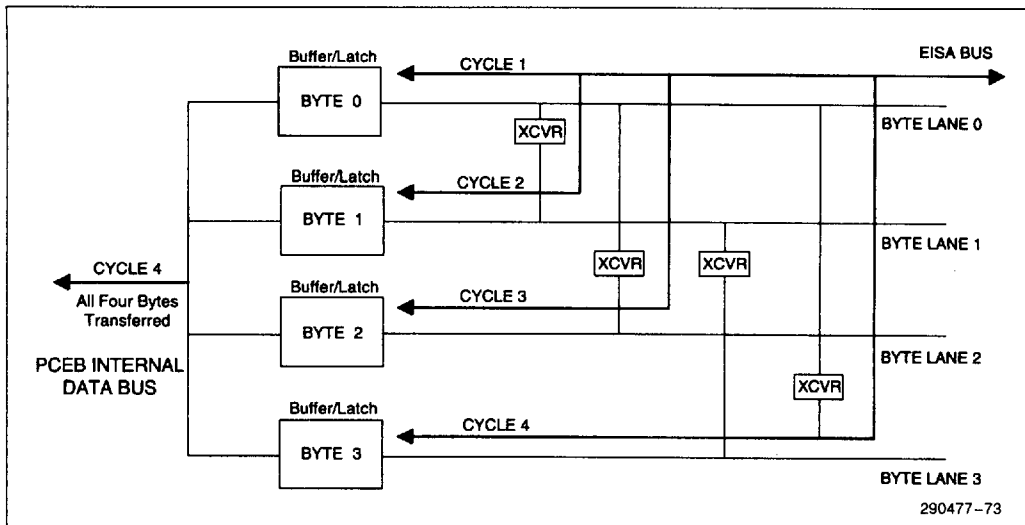 Buffer/Latch
CYCLE 1
EISA BUS
BYTE 0
BYTE LANE 0
XCVR
Buffer/Latch
CYCLE 2
BYTE 1
BYTE LANE 1
XCVR
XCVR
CYCLE 4
All Four Bytes
Transferred
Buffer/Latch
CYCLE 3
BYTE 2
BYTE LANE 2
PCEB INTERNAL
DATA BUS
XCVR
Buffer/Latch
CYCLE 4
BYTE 3
BYTE LANE 3
290477–73